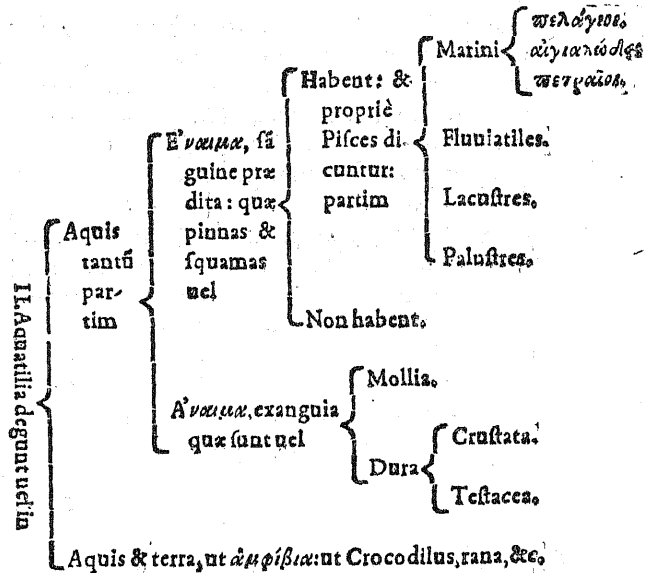 II. Aquatilia degunt uel in
Aquis
tantũ
par-
tim
Ε᾿ναιμα, ſã
guine præ
dita: quæ
pinnas &
ſquamas
uel
Habent: &
propriè
Piſces di-
cuntur:
partim
Marini
πελάγιοι.
αἰγιαλώδεις
πετραῖοι.
Fluuiatiles.
Lacuſtres.
Paluſtres.
Non habent.
Α᾿ναιμα, exanguia
quæ ſunt uel
Mollia.
Dura
Cruſtata.
Teſtacea.
Aquis & terra, ut ἀμφίβια: ut Crocodilus, rana, &c.